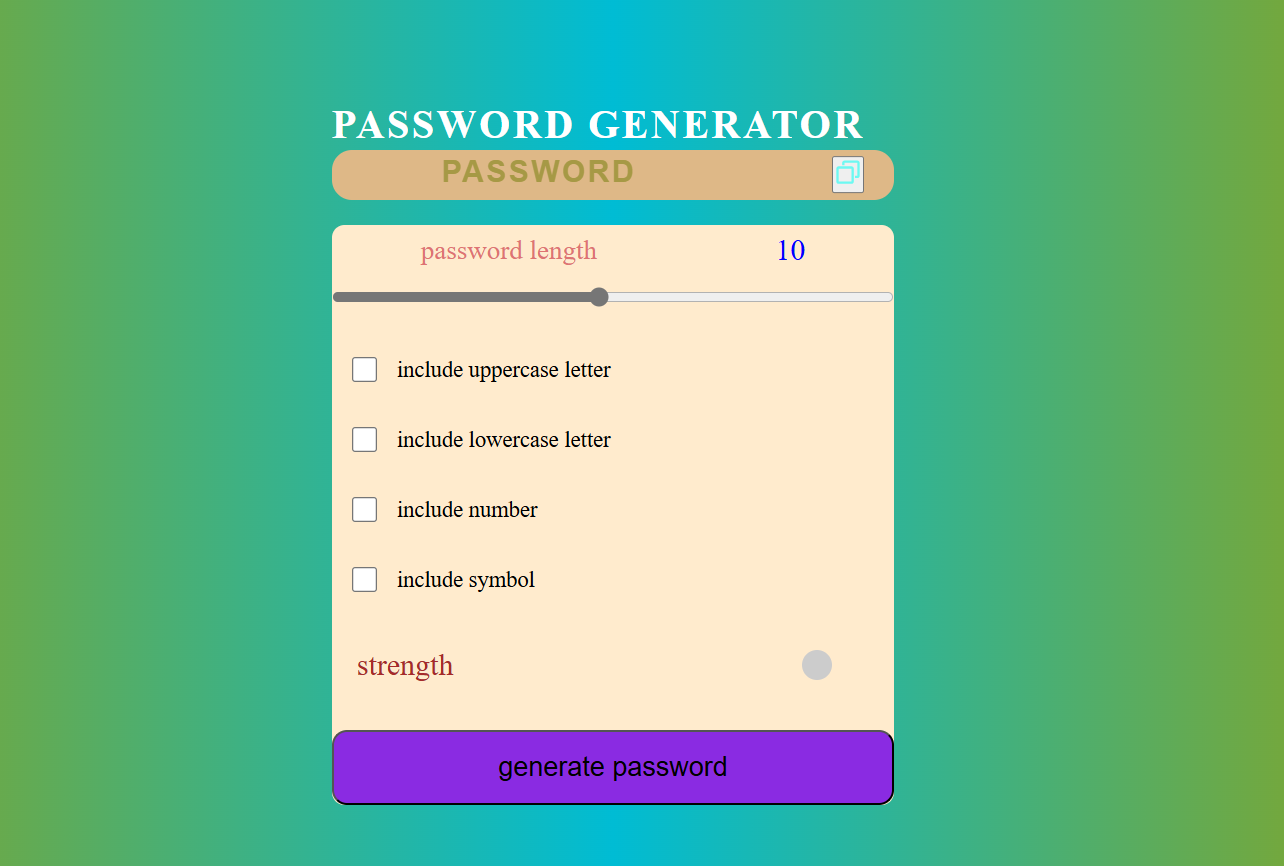 PASSWORD GENERATOR
PASSWORD
password length 10
include uppercase letter
include lowercase letter
include number
include symbol
strength
generate password